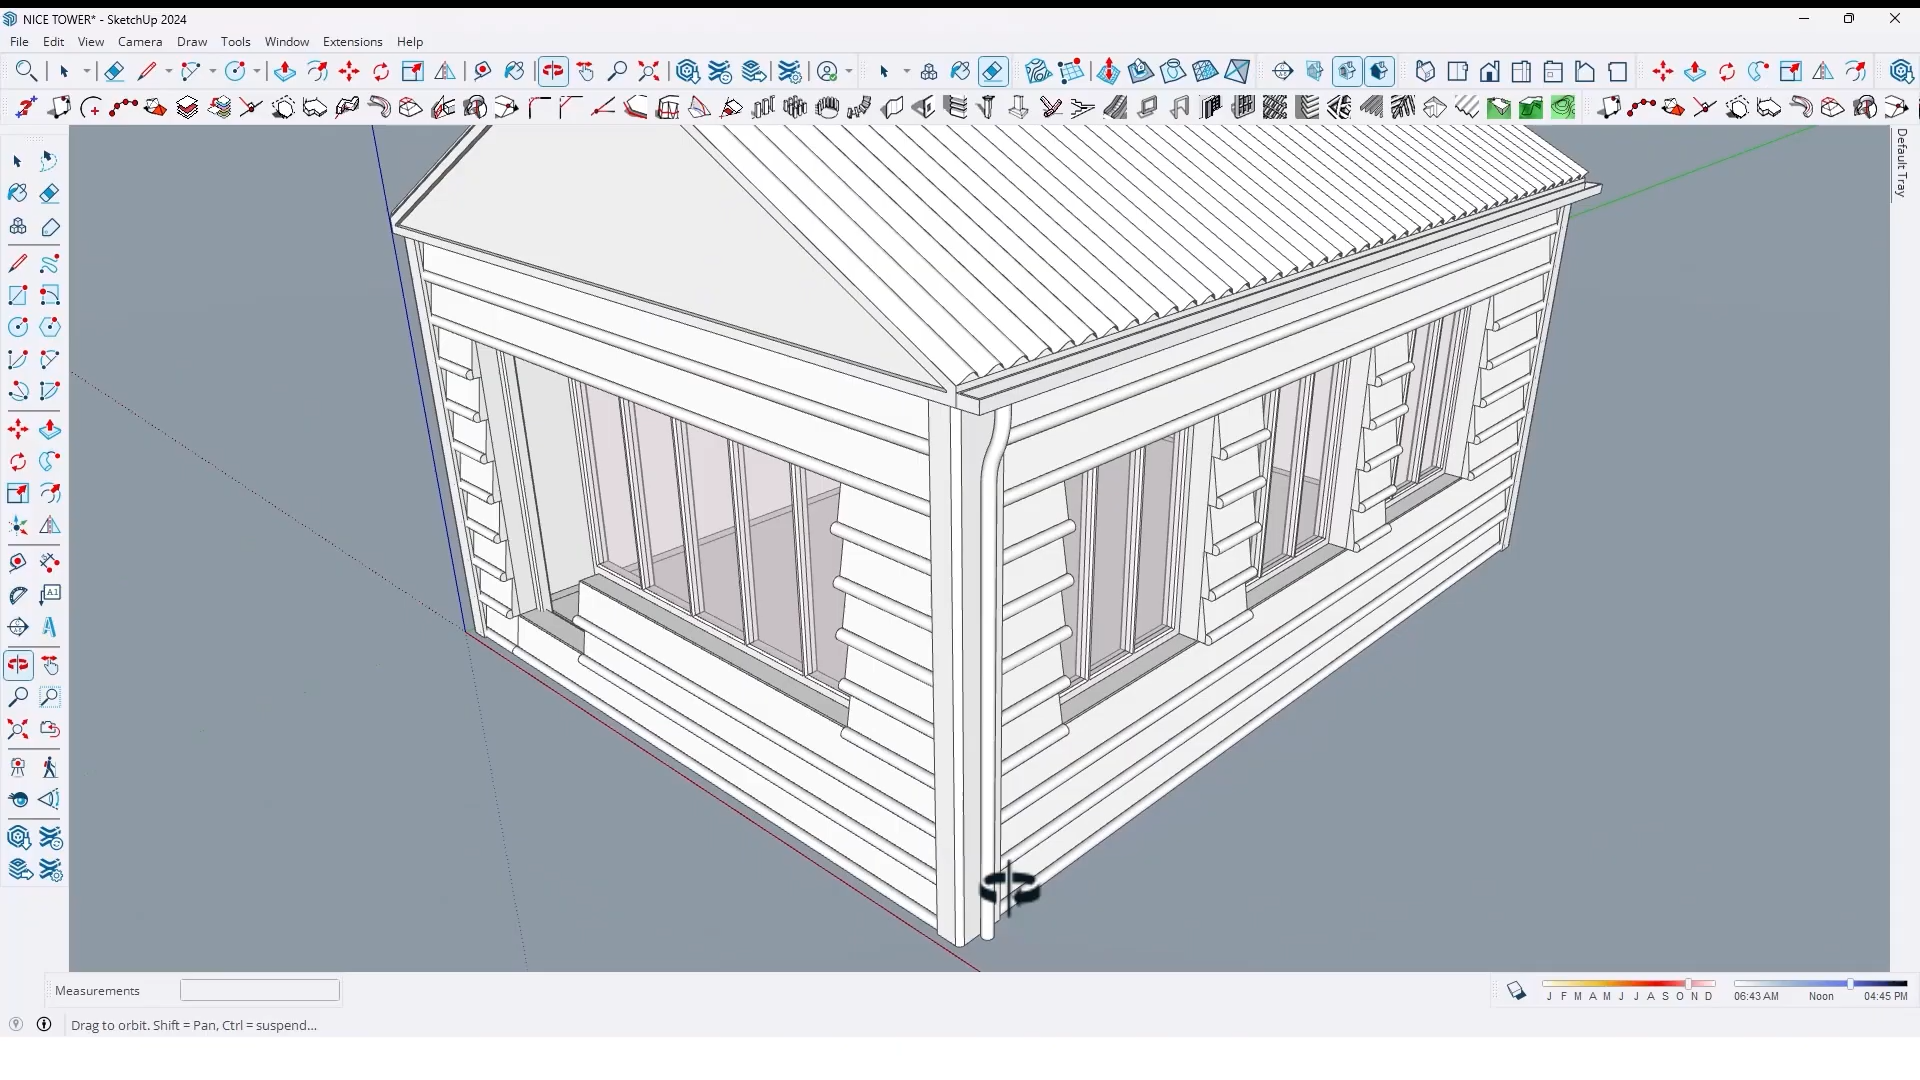 NICE TOWER* - SketchUp 2024
File Edit View Camera Draw Tools Window Extensions Help
Default Tray
A1
A
Measurements
J F M A M J J A S O N D
06:43 AM Noon 04:45 PM
Drag to orbit. Shift = Pan, Ctrl = suspend...